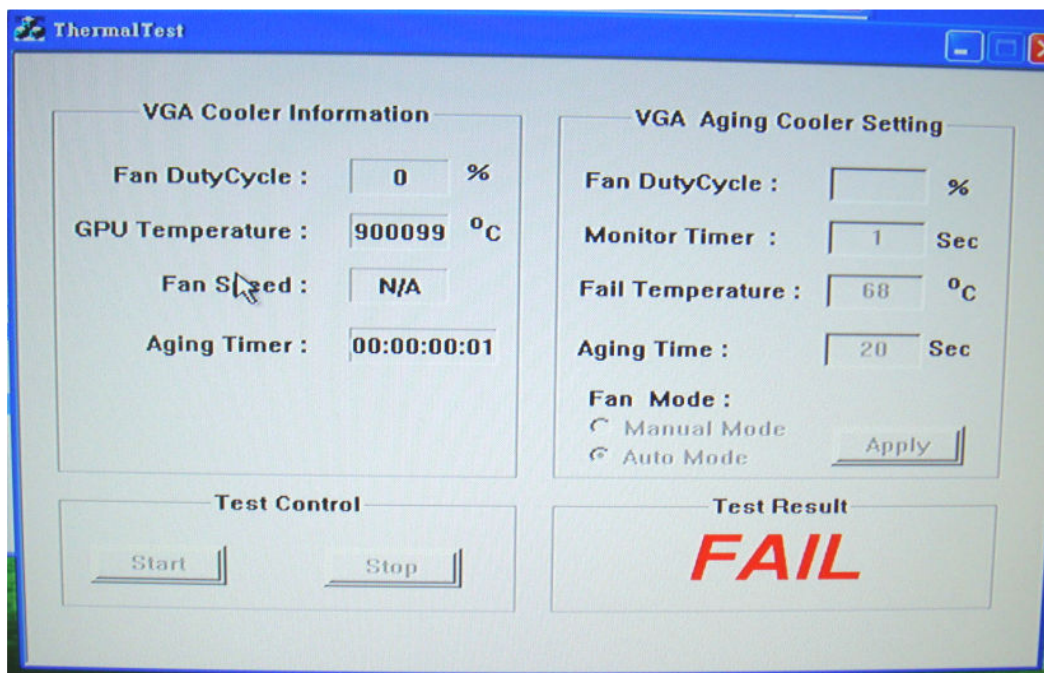 ThermalTest
VGA Cooler Information
Fan DutyCycle : 0 %
GPU Temperature : 900099 °C
Fan Speed : N/A
Aging Timer : 00:00:00:01
VGA Aging Cooler Setting
Fan DutyCycle : %
Monitor Timer : 1 Sec
Fail Temperature : 68 °C
Aging Time : 20 Sec
Fan Mode :
Manual Mode
Auto Mode
Apply
Test Control
Start Stop
Test Result
FAIL